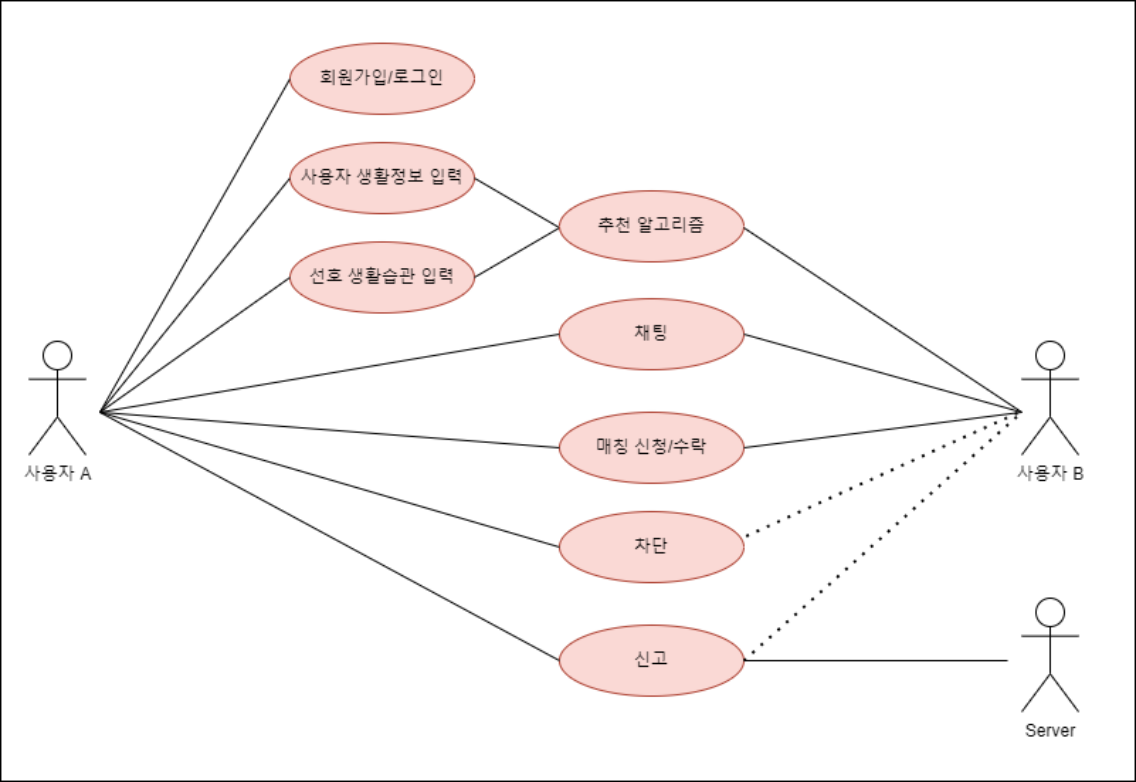 회원가입/로그인
사용자 생활정보 입력
추천 알고리즘
선호 생활습관 입력
채팅
매칭 신청/수락
사용자 A
사용자 B
차단
신고
Server